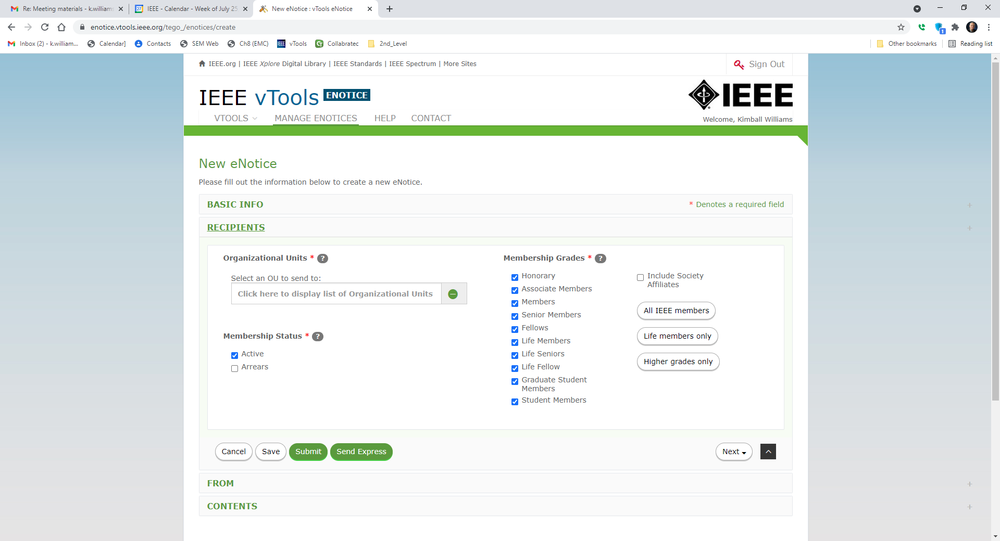 Re: Meeting materials - k.williams
IEEE - Calendar - Week of July 25
New eNotice : vTools eNotice
enotice.vtools.ieee.org/tego_/enotices/create
Inbox (2) - k.william...
Calendar]
Contacts
SEM Web
Ch8 (EMC)
IEEE vTools
Collabratec
2nd_Level
Other bookmarks
Reading list
IEEE.org | IEEE Xplore Digital Library | IEEE Standards | IEEE Spectrum | More Sites
Sign Out
IEEE vTools ENOTICE
IEEE
VTOOLS
MANAGE ENOTICES
HELP
CONTACT
Welcome, Kimball Williams
New eNotice
Please fill out the information below to create a new eNotice.
BASIC INFO
* Denotes a required field
RECIPIENTS
Organizational Units * ?
Select an OU to send to:
Click here to display list of Organizational Units
Membership Status * ?
Active
Arrears
Membership Grades * ?
Honorary
Associate Members
Members
Senior Members
Fellows
Life Members
Life Seniors
Life Fellow
Graduate Student
Members
Student Members
Include Society
Affiliates
All IEEE members
Life members only
Higher grades only
Cancel
Save
Submit
Send Express
Next
FROM
CONTENTS